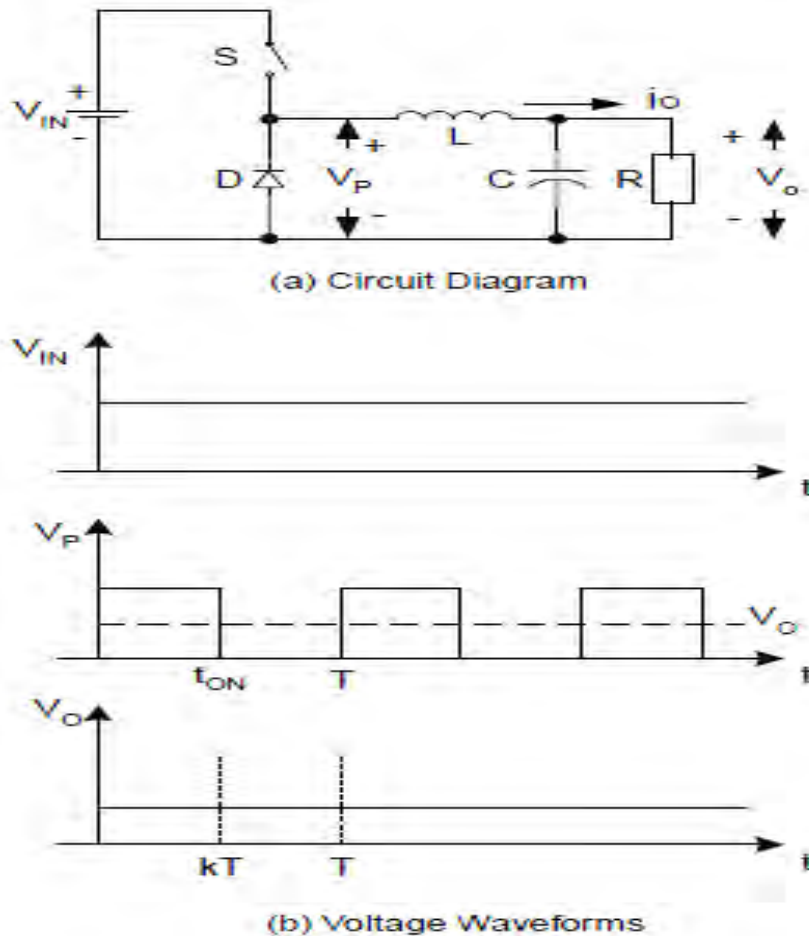 S
+
V_IN
-
D
+
V_P
-
L
i_O
C
R
+
V_o
-
(a) Circuit Diagram
V_IN
t
V_P
V_O
t_ON
T
t
V_O
kT
T
t
(b) Voltage Waveforms